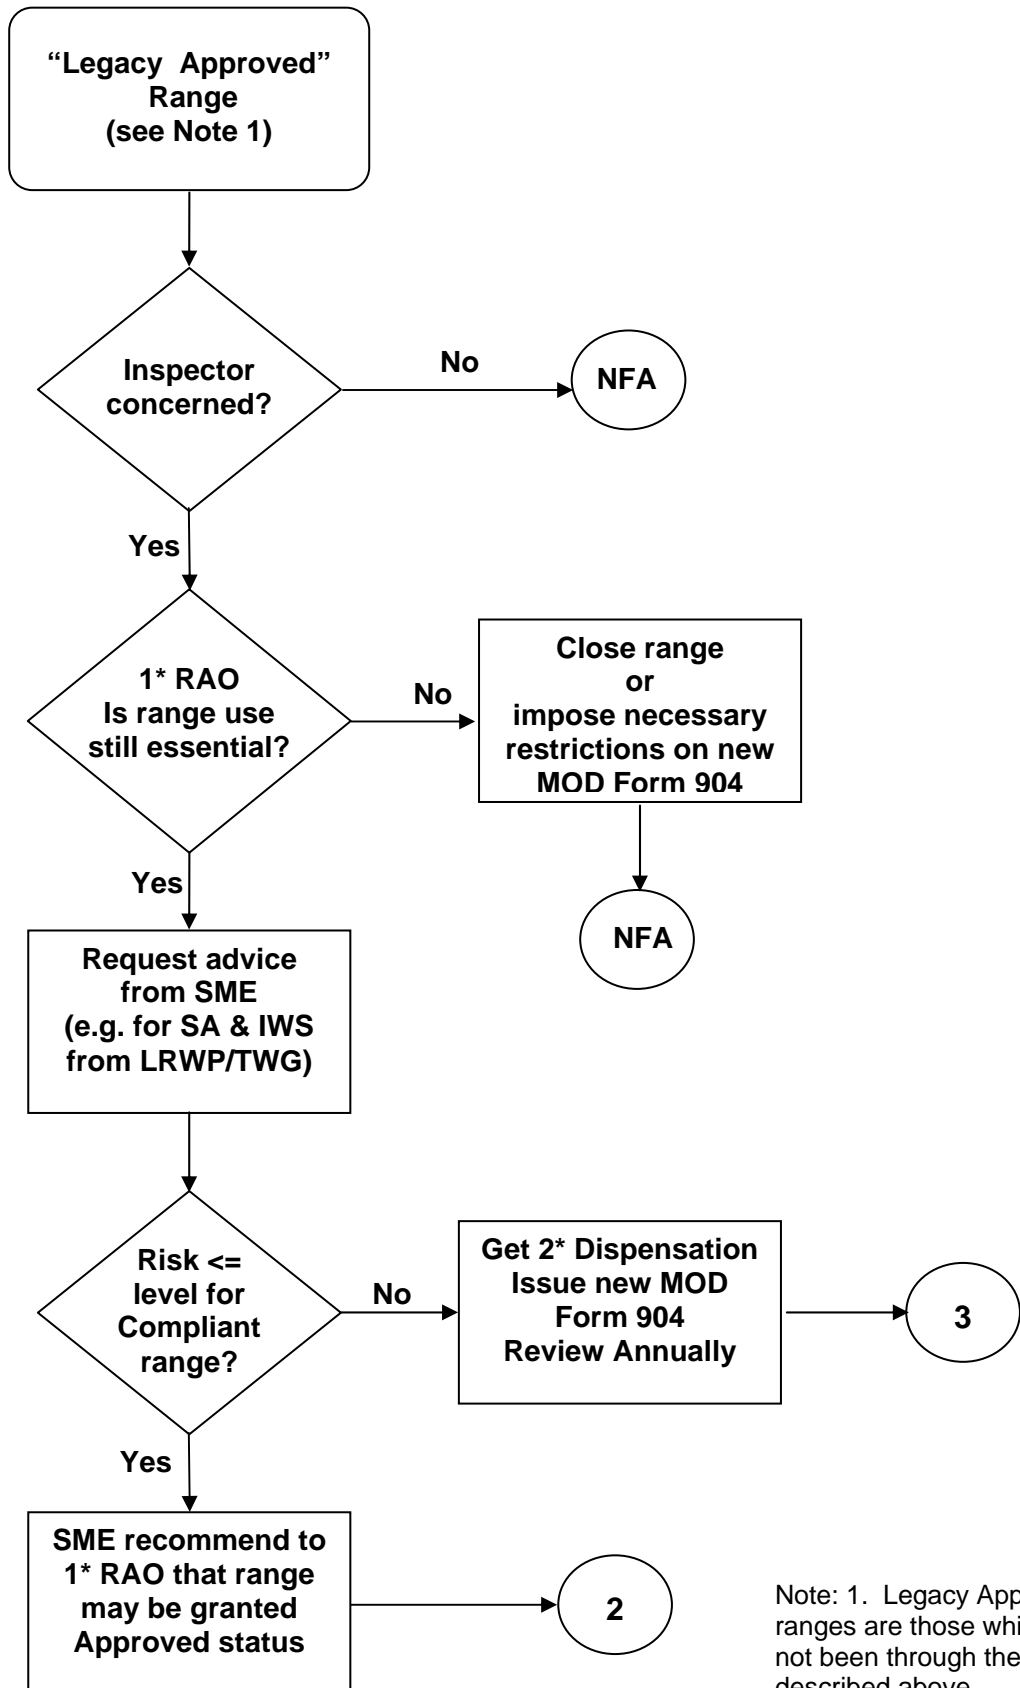 “Legacy Approved”
Range
(see Note 1)
Inspector
concerned?
No
NFA
Yes
1* RAO
Is range use
still essential?
No
Close range
or
impose necessary
restrictions on new
MOD Form 904
Yes
NFA
Request advice
from SME
(e.g. for SA & IWS
from LRWP/TWG)
Risk <=
level for
Compliant
range?
No
Get 2* Dispensation
Issue new MOD
Form 904
Review Annually
3
Yes
SME recommend to
1* RAO that range
may be granted
Approved status
2
Note: 1. Legacy App
ranges are those whi
not been through the
described above